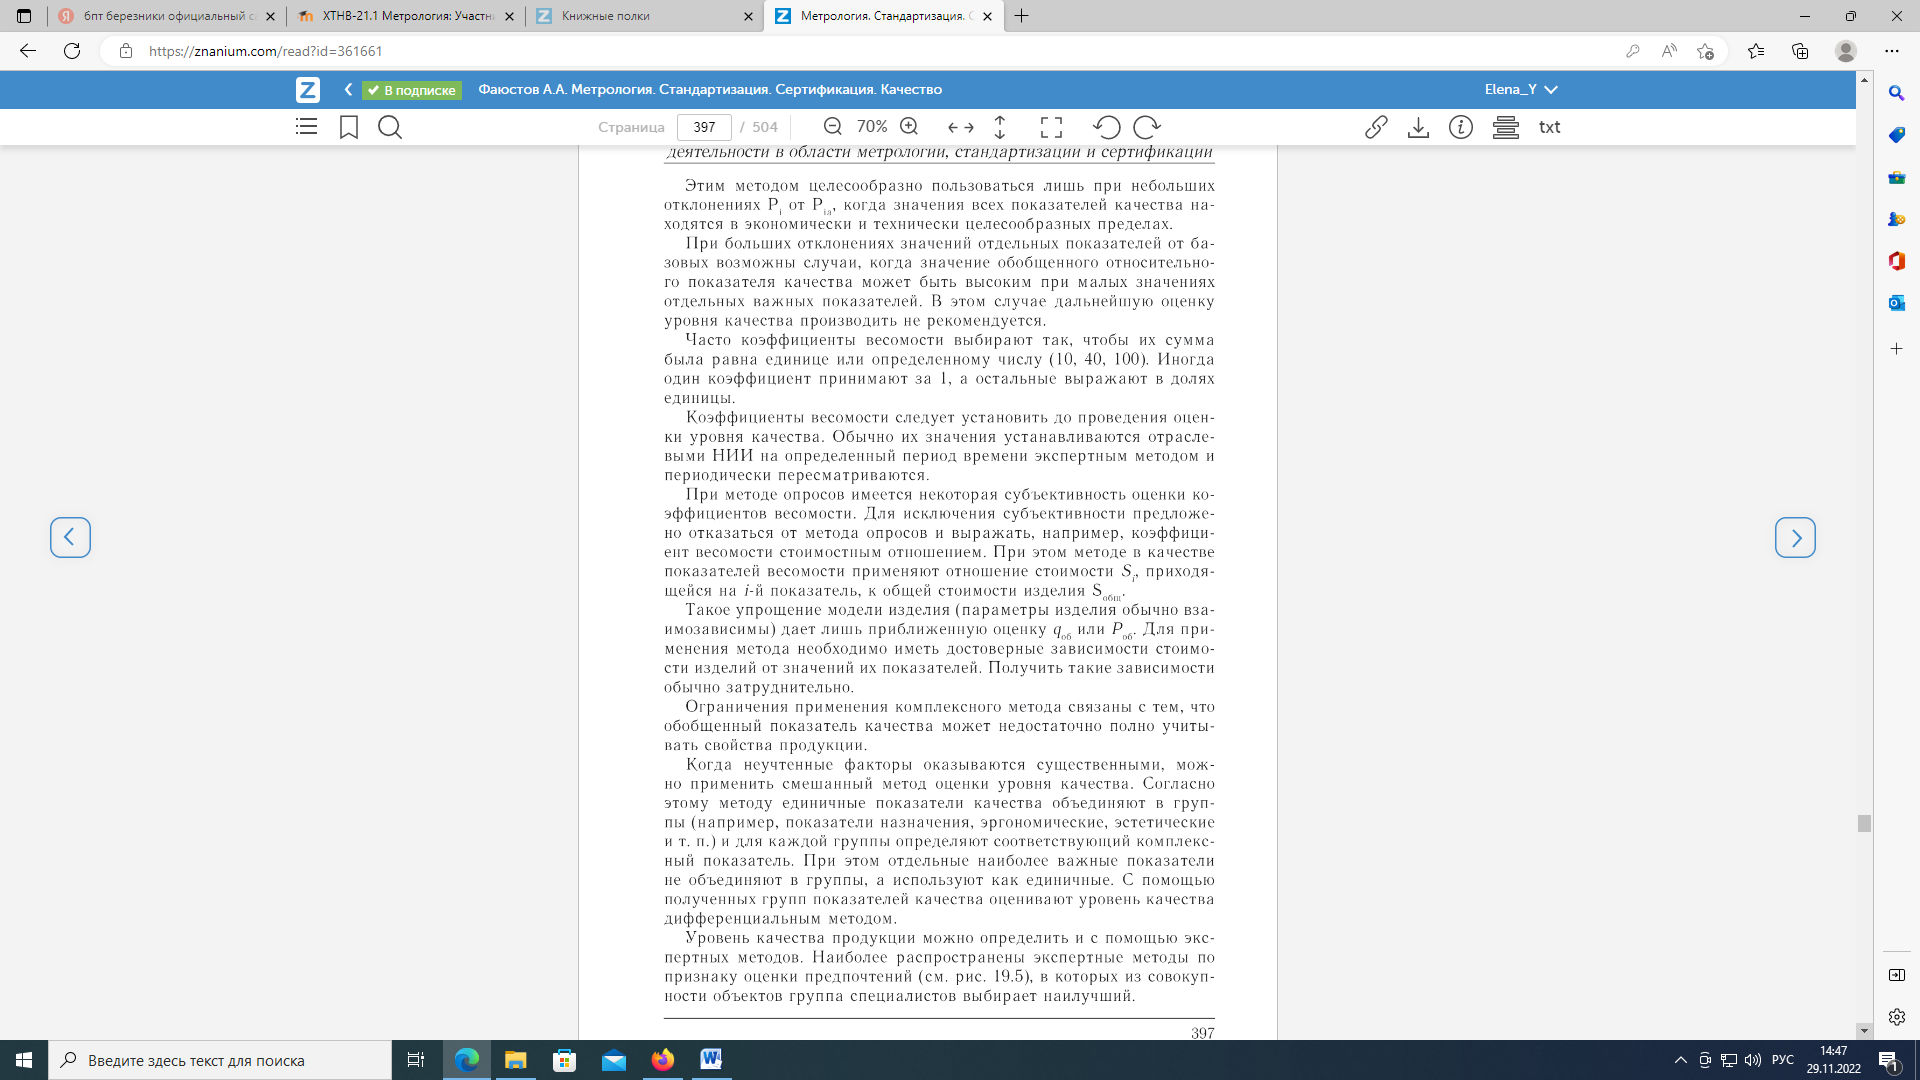 бпт березники официальный са
ХТНВ-21.1 Метрология: Участни
Книжные полки
Метрология. Стандартизация. С
https://znanium.com/read?id=361661
В подписке
Фаюстов А.А. Метрология. Стандартизация. Сертификация. Качество
Elena_Y
Страница 397 / 504
70%
txt
деятельности в области метрологии, стандартизации и сертификации
Этим методом целесообразно пользоваться лишь при небольших
отклонениях Pi от Pia, когда значения всех показателей качества на-
ходятся в экономически и технически целесообразных пределах.
При больших отклонениях значений отдельных показателей от ба-
зовых возможны случаи, когда значение обобщенного относительно-
го показателя качества может быть высоким при малых значениях
отдельных важных показателей. В этом случае дальнейшую оценку
уровня качества производить не рекомендуется.
Часто коэффициенты весомости выбирают так, чтобы их сумма
была равна единице или определенному числу (10, 40, 100). Иногда
один коэффициент принимают за 1, а остальные выражают в долях
единицы.
Коэффициенты весомости следует установить до проведения оцен-
ки уровня качества. Обычно их значения устанавливаются отрасле-
выми НИИ на определенный период времени экспертным методом и
периодически пересматриваются.
При методе опросов имеется некоторая субъективность оценки ко-
эффициентов весомости. Для исключения субъективности предложе-
но отказаться от метода опросов и выражать, например, коэффици-
ент весомости стоимостным отношением. При этом методе в качестве
показателей весомости применяют отношение стоимости Si, приходя-
щейся на i-й показатель, к общей стоимости изделия Sобщ.
Такое упрощение модели изделия (параметры изделия обычно вза-
имозависимы) дает лишь приближенную оценку qоб или Pоб. Для при-
менения метода необходимо иметь достоверные зависимости стоимо-
сти изделий от значений их показателей. Получить такие зависимости
обычно затруднительно.
Ограничения применения комплексного метода связаны с тем, что
обобщенный показатель качества может недостаточно полно учиты-
вать свойства продукции.
Когда неучтенные факторы оказываются существенными, мож-
но применить смешанный метод оценки уровня качества. Согласно
этому методу единичные показатели качества объединяют в груп-
пы (например, показатели назначения, эргономические, эстетические
и т. п.) и для каждой группы определяют соответствующий комплекс-
ный показатель. При этом отдельные наиболее важные показатели
не объединяют в группы, а используют как единичные. С помощью
полученных групп показателей качества оценивают уровень качества
дифференциальным методом.
Уровень качества продукции можно определить и с помощью экс-
пертных методов. Наиболее распространены экспертные методы по
признаку оценки предпочтений (см. рис. 19.5), в которых из совокуп-
ности объектов группа специалистов выбирает наилучший.
397
Введите здесь текст для поиска
РУС
14:47
29.11.2022
1